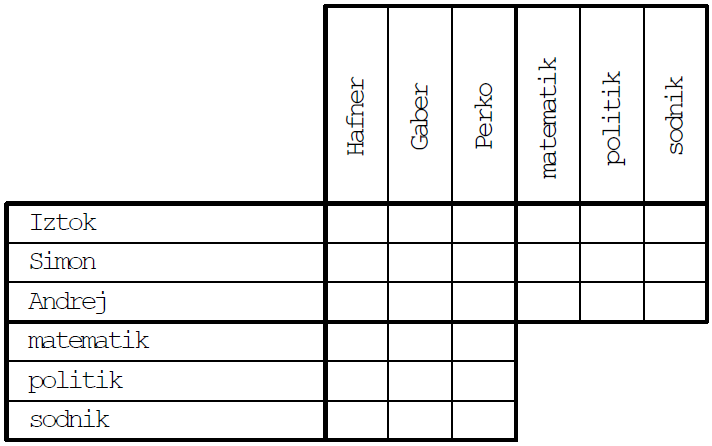 Hafner
Gaber
Perko
matematik
politik
sodnik
Iztok
Simon
Andrej
matematik
politik
sodnik